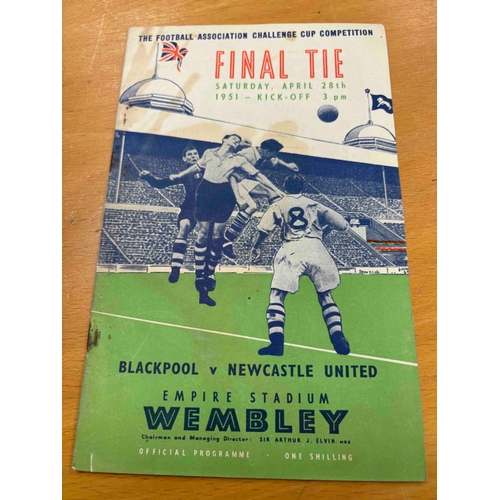 THE FOOTBALL ASSOCIATION CHALLENGE CUP COMPETITION
FINAL TIE
SATURDAY, APRIL 28th
1951 - KICK-OFF 3 pm
8
BLACKPOOL v NEWCASTLE UNITED
EMPIRE STADIUM
WEMBLEY
Chairman and Managing Director: SIR ARTHUR J. ELVIN MBE
OFFICIAL PROGRAMME · ONE SHILLING